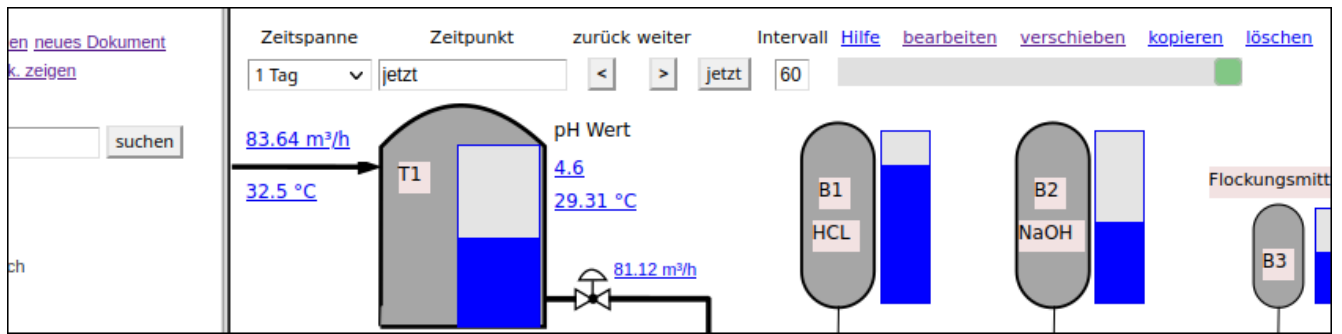 en neues Dokument
k. zeigen
suchen
ch
Zeitspanne Zeitpunkt zurück weiter Intervall Hilfe bearbeiten verschieben kopieren löschen
1 Tag jetzt < > jetzt 60
83.64 m³/h
32.5 °C
T1
pH Wert
4.6
29.31 °C
81.12 m³/h
B1
HCL
B2
NaOH
Flockungsmitt
B3